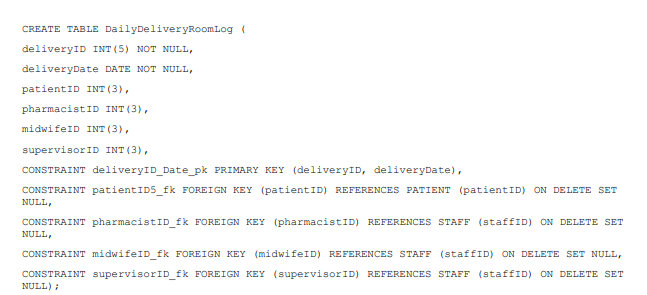 CREATE TABLE DailyDeliveryRoomLog (
deliveryID INT(5) NOT NULL,
deliveryDate DATE NOT NULL,
patientID INT(3),
pharmacistID INT(3),
midwifeID INT(3),
supervisorID INT(3),
CONSTRAINT deliveryID_Date_pk PRIMARY KEY (deliveryID, deliveryDate),
CONSTRAINT patientID5_fk FOREIGN KEY (patientID) REFERENCES PATIENT (patientID) ON DELETE SET
NULL,
CONSTRAINT pharmacistID_fk FOREIGN KEY (pharmacistID) REFERENCES STAFF (staffID) ON DELETE SET
NULL,
CONSTRAINT midwifeID_fk FOREIGN KEY (midwifeID) REFERENCES STAFF (staffID) ON DELETE SET NULL,
CONSTRAINT supervisorID_fk FOREIGN KEY (supervisorID) REFERENCES STAFF (staffID) ON DELETE SET
NULL);